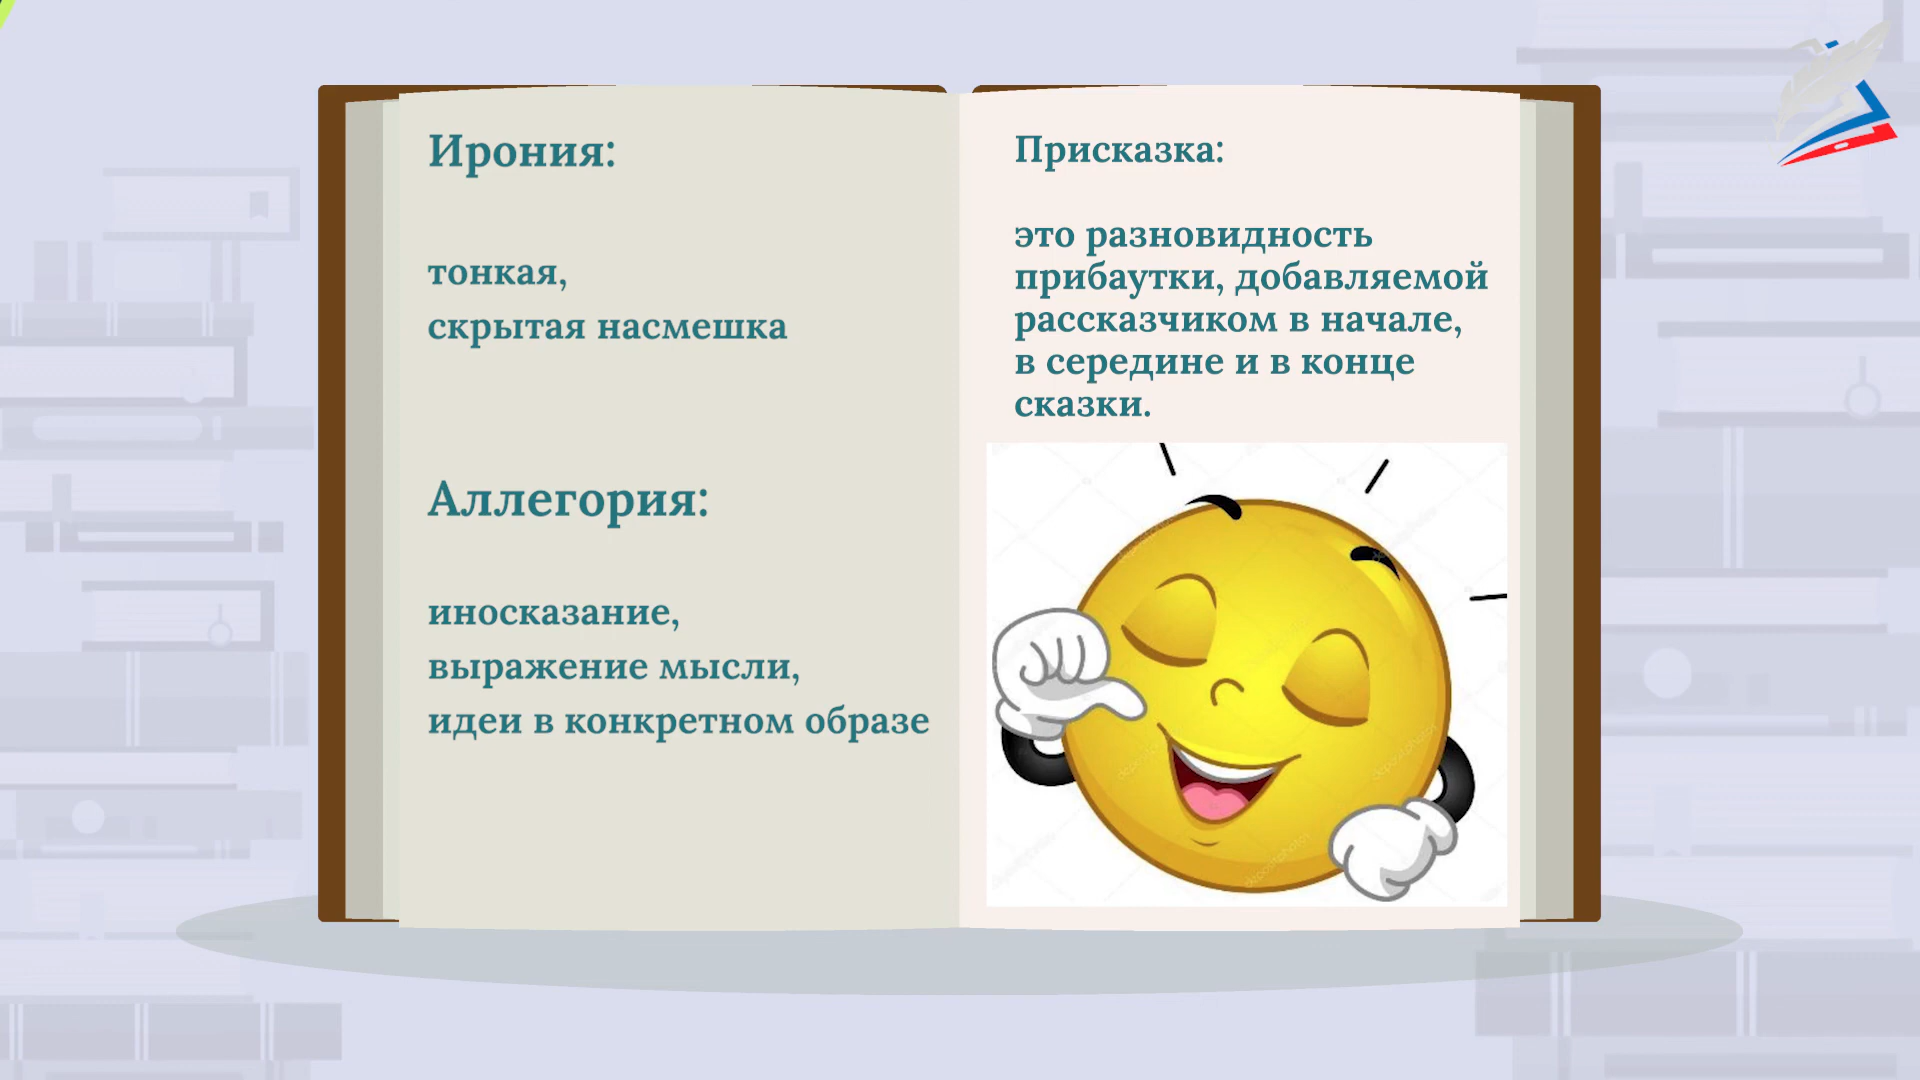 Ирония:
тонкая,
скрытая насмешка
Аллегория:
иносказание,
выражение мысли,
идеи в конкретном образе
Присказка:
это разновидность
прибаутки, добавляемой
рассказчиком в начале,
в середине и в конце
сказки.